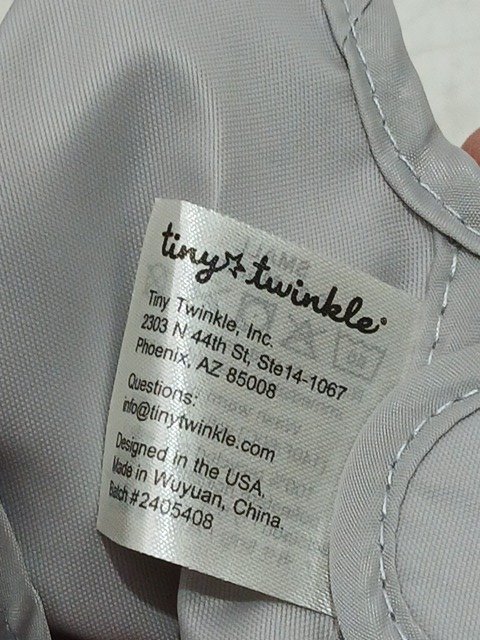 tiny twinkle
Tiny Twinkle, Inc.
2303 N 44th St, Ste14-1067
Phoenix, AZ 85008
Questions:
info@tinytwinkle.com
Designed in the USA.
Made in Wuyuan, China.
Batch #2405408